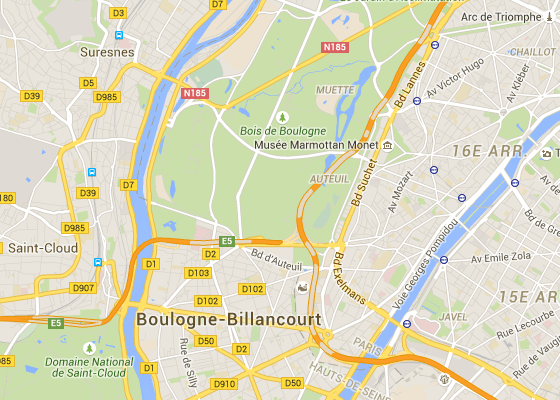 D7
D3
Arc de Triomphe
Suresnes
N185
CHAILLOT
D5
Av Victor Hugo
Av Kléber
Bd Lannes
D39
D985
N185
MUETTE
Bois de Boulogne
Musée Marmottan Monet
16E ARR.
AUTEUIL
D7
D39
Bd Suchet
Av Mozart
D985
E5
D2
Saint-Cloud
Bd d'Auteuil
Voie Georges Pompidou
Av Emile Zola
D1
D103
D102
Bd Exelmans
D907
D102
15E AR
E5
Boulogne-Billancourt
JAVEL
Rue Lecourbe
D50
PARIS
Domaine National
de Saint-Cloud
D2
Rue de Silly
HAUTS-DE-SEINE
D1
D910
D50